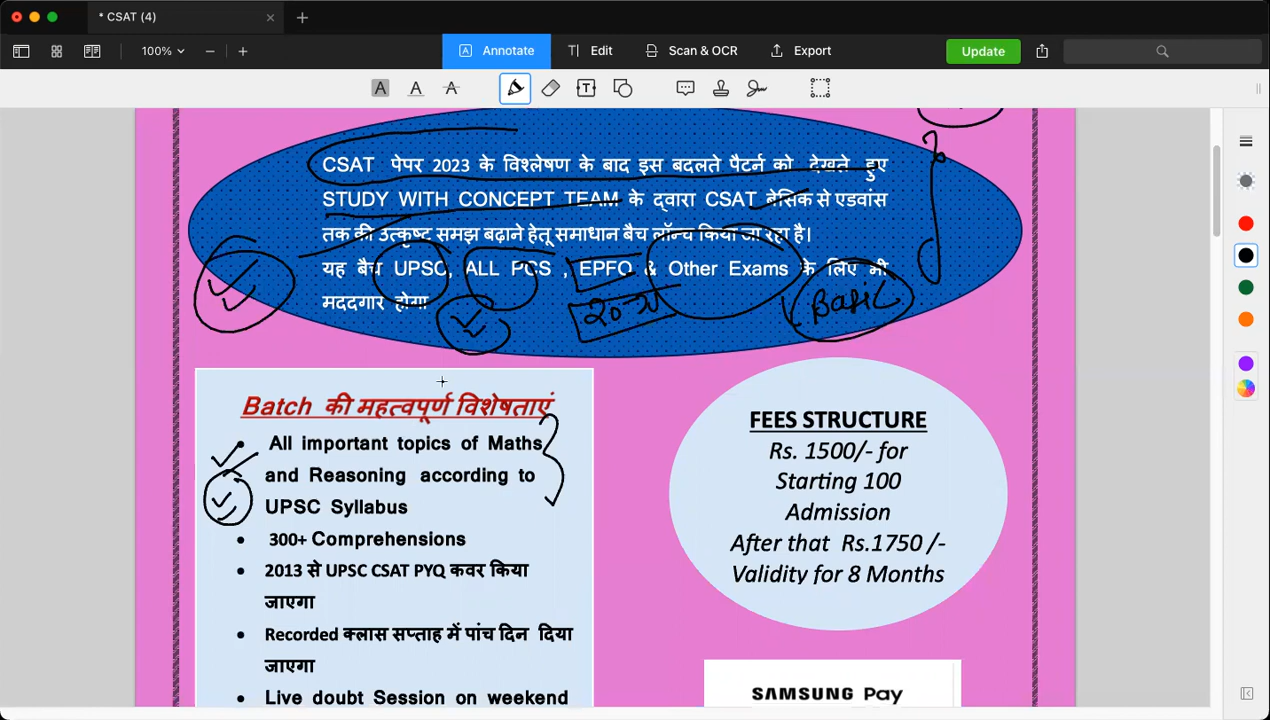 * CSAT (4)
100%
Annotate
Edit
Scan & OCR
Export
Update
CSAT पेपर 2023 के विश्लेषण के बाद इस बदलते पैटर्न को देखते हुए
STUDY WITH CONCEPT TEAM के द्वारा CSAT बेसिक से एडवांस
तक की उत्कृष्ट समझ बढ़ाने हेतू समाधान बैच लॉन्च किया जा रहा है।
यह बैच UPSC, ALL PCS , EPFO & Other Exams के लिए भी
मददगार होगा
Basic
Batch की महत्वपूर्ण विशेषताएं
All important topics of Maths
and Reasoning according to
UPSC Syllabus
300+ Comprehensions
2013 से UPSC CSAT PYQ कवर किया
जाएगा
Recorded क्लास सप्ताह में पांच दिन दिया
जाएगा
Live doubt Session on weekend
FEES STRUCTURE
Rs. 1500/- for
Starting 100
Admission
After that Rs.1750 /-
Validity for 8 Months
SAMSUNG Pay